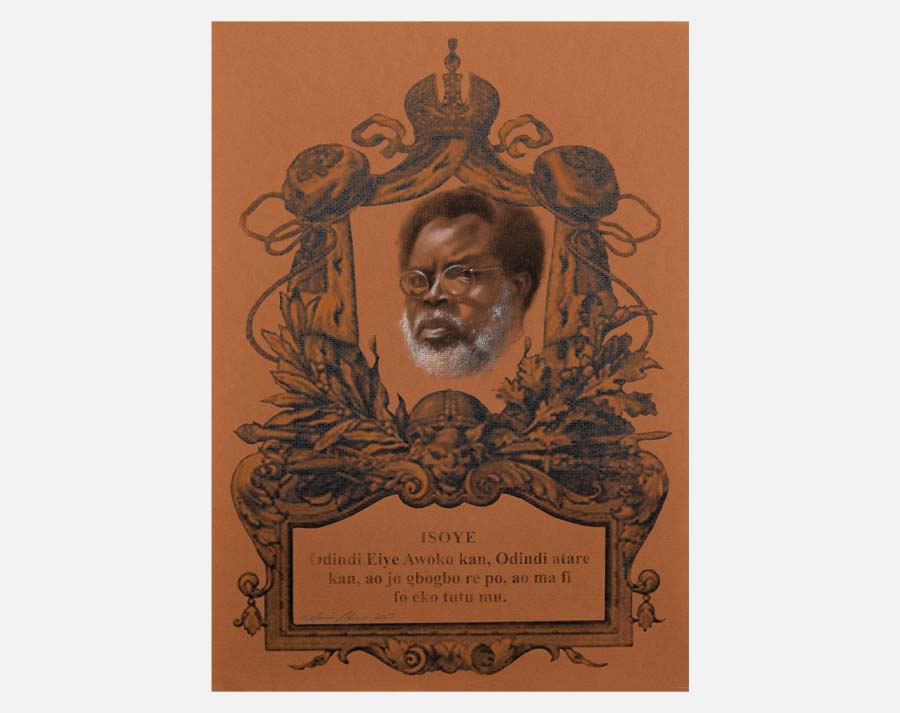 ISOYE
Odindi Eiye Awoko kan, Odindi atare
kan, ao jo gbogbo re po, ao ma fi
fo eko tutu mu.